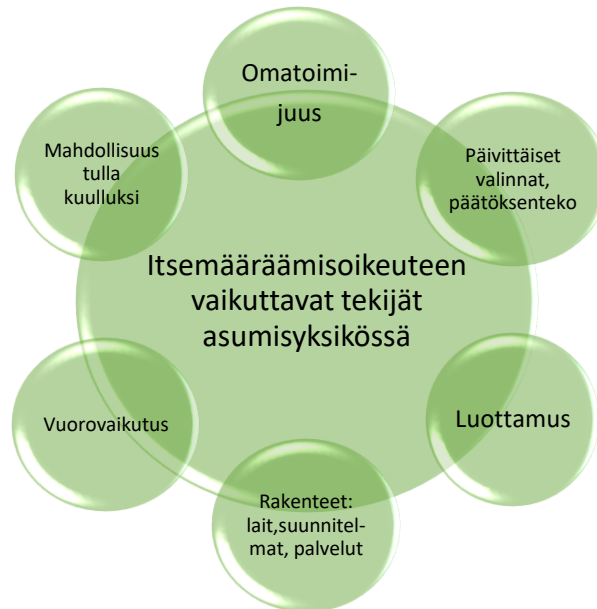 Omatoimi-
juus
Mahdollisuus
tulla
kuulluksi
Päivittäiset
valinnat,
päätöksenteko
Itsemääräämisoikeuteen
vaikuttavat tekijät
asumisyksikössä
Vuorovaikutus
Luottamus
Rakenteet:
lait,suunnitel-
mat, palvelut